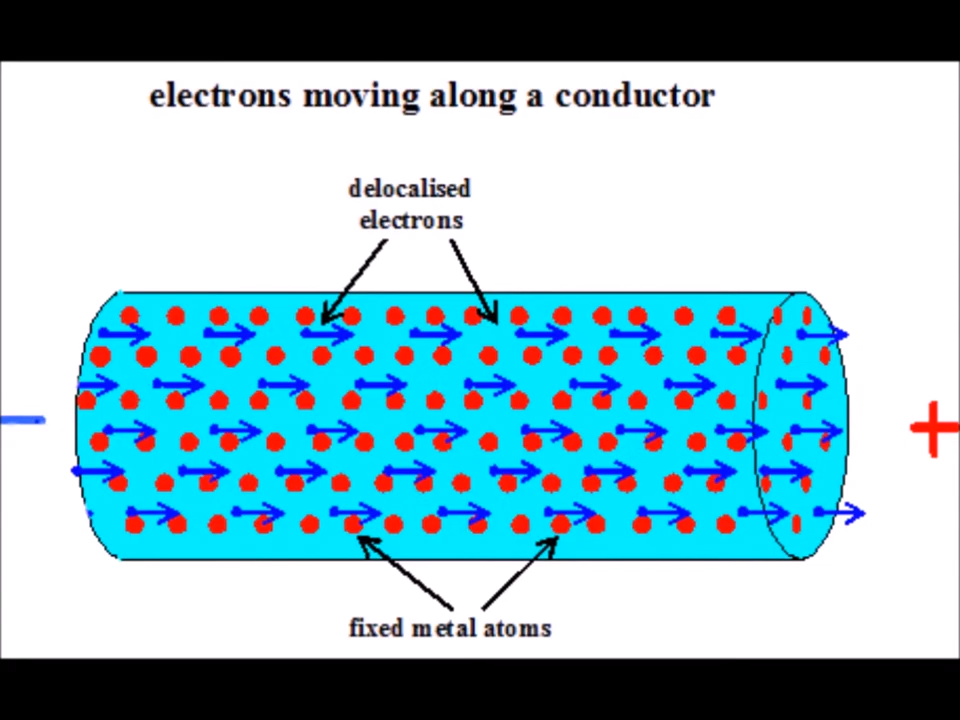 electrons moving along a conductor
delocalised
electrons
–
+
fixed metal atoms